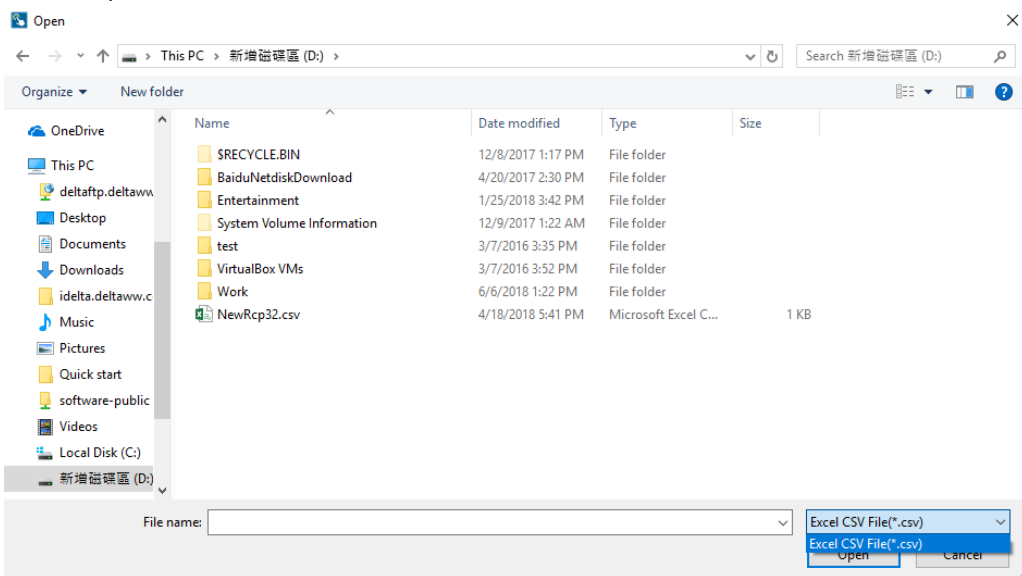 Open
This PC > 新增磁碟區 (D:) >
Search 新增磁碟區 (D:)
Organize
New folder
OneDrive
This PC
deltaftp.deltaww
Desktop
Documents
Downloads
idelta.deltaww.c
Music
Pictures
Quick start
software-public
Videos
Local Disk (C:)
新增磁碟區 (D:)
Name Date modified Type Size
$RECYCLE.BIN 12/8/2017 1:17 PM File folder
BaiduNetdiskDownload 4/20/2017 2:30 PM File folder
Entertainment 1/25/2018 3:42 PM File folder
System Volume Information 12/9/2017 1:22 AM File folder
test 3/7/2016 3:35 PM File folder
VirtualBox VMs 3/7/2016 3:52 PM File folder
Work 6/6/2018 1:22 PM File folder
NewRcp32.csv 4/18/2018 5:41 PM Microsoft Excel C... 1 KB
File name:
Excel CSV File(*.csv)
Excel CSV File(*.csv)
Open
Cancel